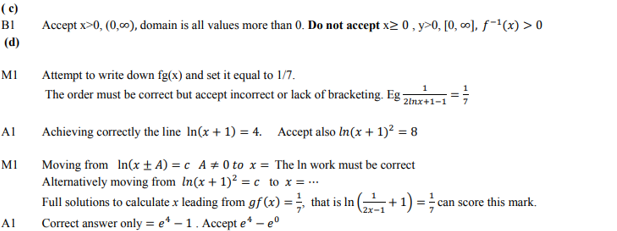 ( c)
B1 Accept x>0, (0,∞), domain is all values more than 0. Do not accept x≥ 0 , y>0, [0, ∞], f⁻¹(x) > 0
(d)
M1 Attempt to write down fg(x) and set it equal to 1/7.
The order must be correct but accept incorrect or lack of bracketing. Eg 1/(2lnx+1−1) = 1/7
A1 Achieving correctly the line ln(x + 1) = 4. Accept also ln(x + 1)² = 8
M1 Moving from ln(x ± A) = c A ≠ 0 to x = The ln work must be correct
Alternatively moving from ln(x + 1)² = c to x = ⋯
Full solutions to calculate x leading from gf(x) = 1/7, that is ln (1/(2x−1) + 1) = 1/7 can score this mark.
A1 Correct answer only = e⁴ − 1 . Accept e⁴ − e⁰